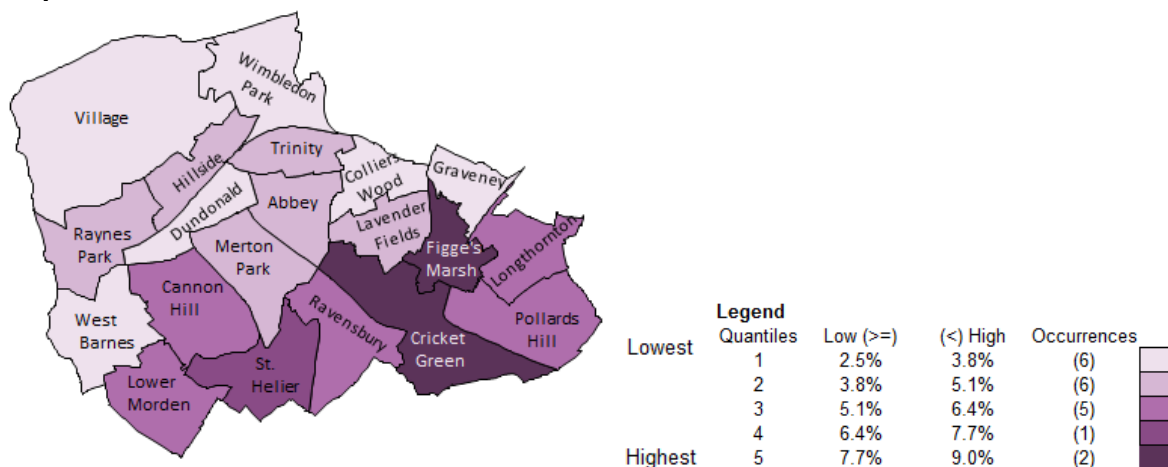 Wimbledon
Park
Village
Hillside
Trinity
Colliers
Wood
Graveney
Dundonald
Abbey
Lavender
Fields
Raynes
Park
Merton
Park
Figge's
Marsh
Longthornton
Cannon
Hill
Ravensbury
West
Barnes
Cricket
Green
Pollards
Hill
St.
Helier
Lower
Morden
Legend
Quantiles Low (>=) (<) High Occurrences
Lowest
1 2.5% 3.8% (6)
2 3.8% 5.1% (6)
3 5.1% 6.4% (5)
4 6.4% 7.7% (1)
Highest 5 7.7% 9.0% (2)